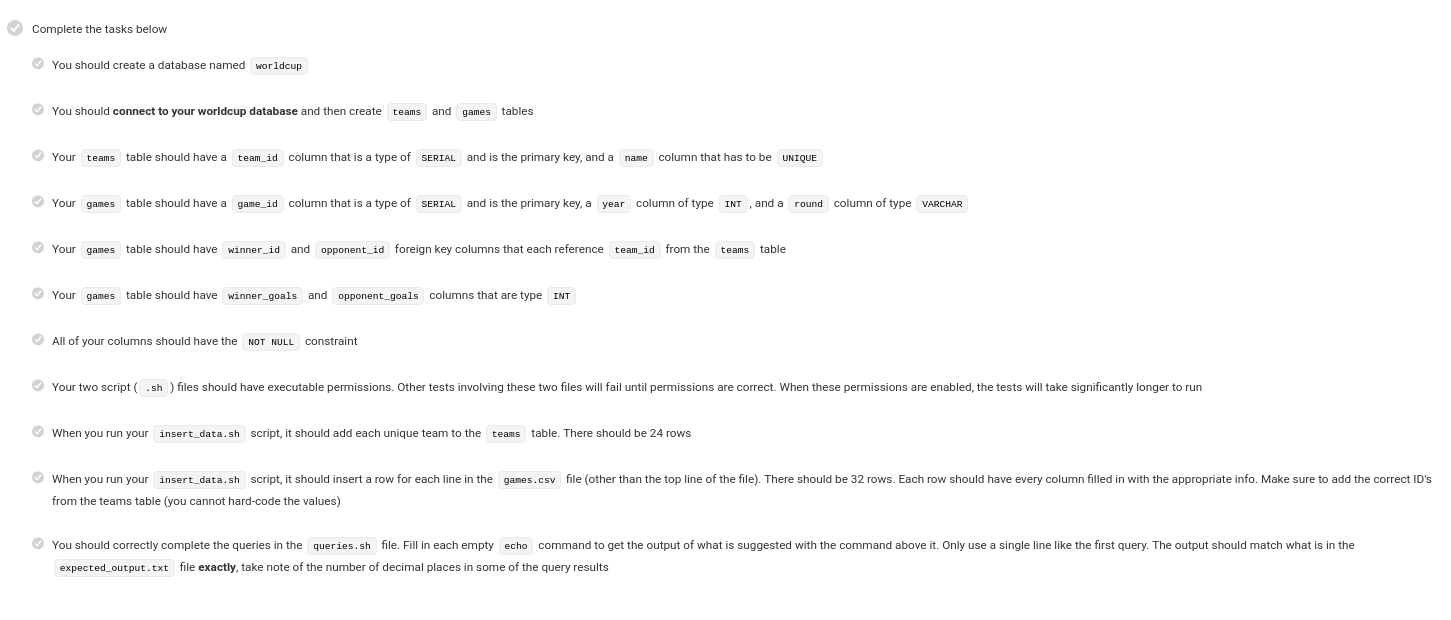 Complete the tasks below
You should create a database named worldcup
You should connect to your worldcup database and then create teams and games tables
Your teams table should have a team_id column that is a type of SERIAL and is the primary key, and a name column that has to be UNIQUE
Your games table should have a game_id column that is a type of SERIAL and is the primary key, a year column of type INT, and a round column of type VARCHAR
Your games table should have winner_id and opponent_id foreign key columns that each reference team_id from the teams table
Your games table should have winner_goals and opponent_goals columns that are type INT
All of your columns should have the NOT NULL constraint
Your two script (.sh) files should have executable permissions. Other tests involving these two files will fail until permissions are correct. When these permissions are enabled, the tests will take significantly longer to run
When you run your insert_data.sh script, it should add each unique team to the teams table. There should be 24 rows
When you run your insert_data.sh script, it should insert a row for each line in the games.csv file (other than the top line of the file). There should be 32 rows. Each row should have every column filled in with the appropriate info. Make sure to add the correct ID's
from the teams table (you cannot hard-code the values)
You should correctly complete the queries in the queries.sh file. Fill in each empty echo command to get the output of what is suggested with the command above it. Only use a single line like the first query. The output should match what is in the
expected_output.txt file exactly, take note of the number of decimal places in some of the query results